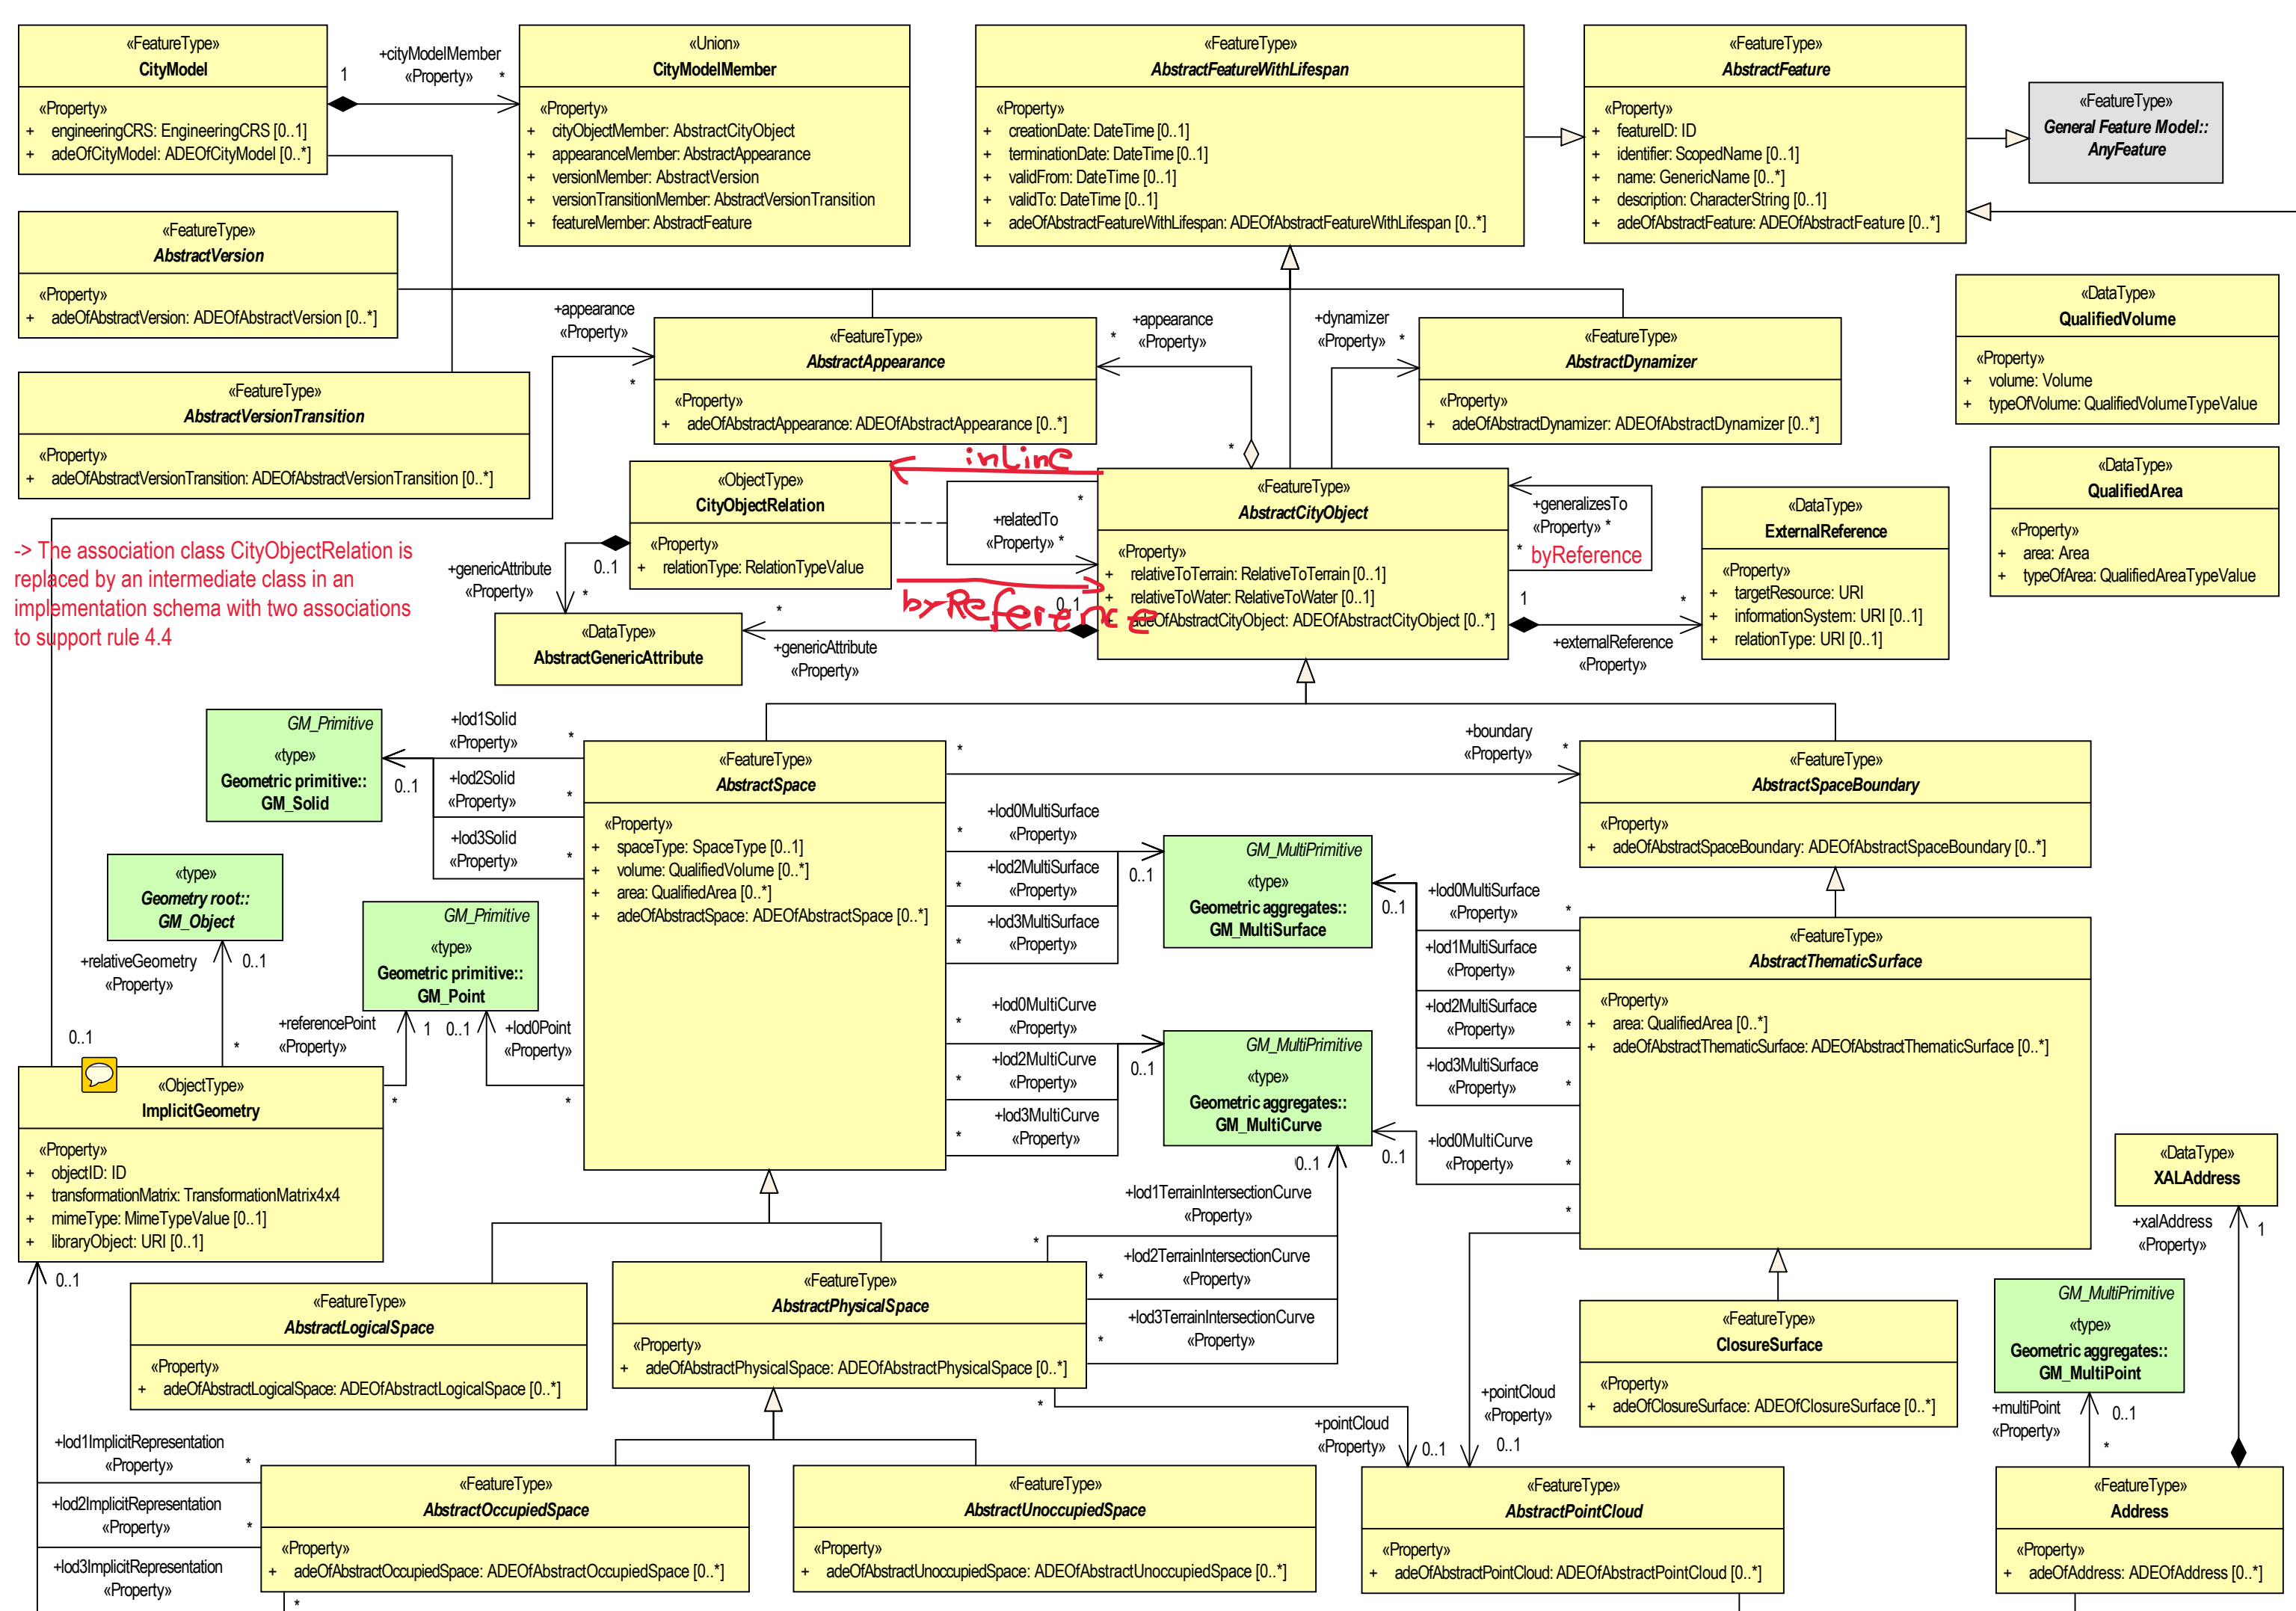 «FeatureType»
CityModel
«Property»
+ engineeringCRS: EngineeringCRS [0..1]
+ adeOfCityModel: ADEOfCityModel [0..*]
1
+cityModelMember
«Property»
*
«Union»
CityModelMember
«Property»
+ cityObjectMember: AbstractCityObject
+ appearanceMember: AbstractAppearance
+ versionMember: AbstractVersion
+ versionTransitionMember: AbstractVersionTransition
+ featureMember: AbstractFeature
«FeatureType»
AbstractFeatureWithLifespan
«Property»
+ creationDate: DateTime [0..1]
+ terminationDate: DateTime [0..1]
+ validFrom: DateTime [0..1]
+ validTo: DateTime [0..1]
+ adeOfAbstractFeatureWithLifespan: ADEOfAbstractFeatureWithLifespan [0..*]
«FeatureType»
AbstractFeature
«Property»
+ featureID: ID
+ identifier: ScopedName [0..1]
+ name: GenericName [0..*]
+ description: CharacterString [0..1]
+ adeOfAbstractFeature: ADEOfAbstractFeature [0..*]
«FeatureType»
General Feature Model::
AnyFeature
«FeatureType»
AbstractVersion
«Property»
+ adeOfAbstractVersion: ADEOfAbstractVersion [0..*]
«FeatureType»
AbstractVersionTransition
«Property»
+ adeOfAbstractVersionTransition: ADEOfAbstractVersionTransition [0..*]
+appearance
«Property»
*
«FeatureType»
AbstractAppearance
«Property»
+ adeOfAbstractAppearance: ADEOfAbstractAppearance [0..*]
+appearance
* «Property»
*
+dynamizer
«Property» *
«FeatureType»
AbstractDynamizer
«Property»
+ adeOfAbstractDynamizer: ADEOfAbstractDynamizer [0..*]
«DataType»
QualifiedVolume
«Property»
+ volume: Volume
+ typeOfVolume: QualifiedVolumeTypeValue
«DataType»
QualifiedArea
«Property»
+ area: Area
+ typeOfArea: QualifiedAreaTypeValue
inline
«ObjectType»
CityObjectRelation
«Property»
+ relationType: RelationTypeValue
*
+relatedTo
«Property» *
«FeatureType»
AbstractCityObject
«Property»
+ relativeToTerrain: RelativeToTerrain [0..1]
+ relativeToWater: RelativeToWater [0..1]
+ adeOfAbstractCityObject: ADEOfAbstractCityObject [0..*]
+generalizesTo
«Property» *
* byReference
«DataType»
ExternalReference
«Property»
+ targetResource: URI
+ informationSystem: URI [0..1]
+ relationType: URI [0..1]
1
*
+externalReference
«Property»
-> The association class CityObjectRelation is
replaced by an intermediate class in an
implementation schema with two associations
to support rule 4.4
+genericAttribute
«Property»
0..1
*
byReference
0..1
*
+genericAttribute
«Property»
«DataType»
AbstractGenericAttribute
GM_Primitive
«type»
Geometric primitive::
GM_Solid
0..1
+lod1Solid
«Property»
*
+lod2Solid
«Property»
*
+lod3Solid
«Property»
*
«FeatureType»
AbstractSpace
«Property»
+ spaceType: SpaceType [0..1]
+ volume: QualifiedVolume [0..*]
+ area: QualifiedArea [0..*]
+ adeOfAbstractSpace: ADEOfAbstractSpace [0..*]
*
+boundary
«Property»
*
«FeatureType»
AbstractSpaceBoundary
«Property»
+ adeOfAbstractSpaceBoundary: ADEOfAbstractSpaceBoundary [0..*]
+lod0MultiSurface
* «Property»
+lod2MultiSurface
* «Property»
+lod3MultiSurface
* «Property»
0..1
GM_MultiPrimitive
«type»
Geometric aggregates::
GM_MultiSurface
0..1
+lod0MultiSurface
«Property» *
+lod1MultiSurface
«Property» *
+lod2MultiSurface
«Property» *
+lod3MultiSurface
«Property» *
«FeatureType»
AbstractThematicSurface
«Property»
+ area: QualifiedArea [0..*]
+ adeOfAbstractThematicSurface: ADEOfAbstractThematicSurface [0..*]
«type»
Geometry root::
GM_Object
+relativeGeometry
«Property»
0..1
*
GM_Primitive
«type»
Geometric primitive::
GM_Point
+referencePoint
«Property»
1
*
0..1
+lod0Point
«Property»
*
+lod0MultiCurve
* «Property»
+lod2MultiCurve
* «Property»
+lod3MultiCurve
* «Property»
0..1
GM_MultiPrimitive
«type»
Geometric aggregates::
GM_MultiCurve
0..1
+lod0MultiCurve
«Property» *
0..1
0..1
«ObjectType»
ImplicitGeometry
«Property»
+ objectID: ID
+ transformationMatrix: TransformationMatrix4x4
+ mimeType: MimeTypeValue [0..1]
+ libraryObject: URI [0..1]
0..1
+lod1TerrainIntersectionCurve
«Property»
*
+lod2TerrainIntersectionCurve
* «Property»
+lod3TerrainIntersectionCurve
* «Property»
*
«DataType»
XALAddress
+xalAddress
«Property»
1
«FeatureType»
AbstractLogicalSpace
«Property»
+ adeOfAbstractLogicalSpace: ADEOfAbstractLogicalSpace [0..*]
«FeatureType»
AbstractPhysicalSpace
«Property»
+ adeOfAbstractPhysicalSpace: ADEOfAbstractPhysicalSpace [0..*]
«FeatureType»
ClosureSurface
«Property»
+ adeOfClosureSurface: ADEOfClosureSurface [0..*]
GM_MultiPrimitive
«type»
Geometric aggregates::
GM_MultiPoint
+multiPoint
«Property»
0..1
*
*
+pointCloud
«Property»
0..1
+pointCloud
«Property»
0..1
+lod1ImplicitRepresentation
«Property» *
+lod2ImplicitRepresentation
«Property» *
+lod3ImplicitRepresentation
«Property»
*
«FeatureType»
AbstractOccupiedSpace
«Property»
+ adeOfAbstractOccupiedSpace: ADEOfAbstractOccupiedSpace [0..*]
«FeatureType»
AbstractUnoccupiedSpace
«Property»
+ adeOfAbstractUnoccupiedSpace: ADEOfAbstractUnoccupiedSpace [0..*]
«FeatureType»
AbstractPointCloud
«Property»
+ adeOfAbstractPointCloud: ADEOfAbstractPointCloud [0..*]
«FeatureType»
Address
«Property»
+ adeOfAddress: ADEOfAddress [0..*]